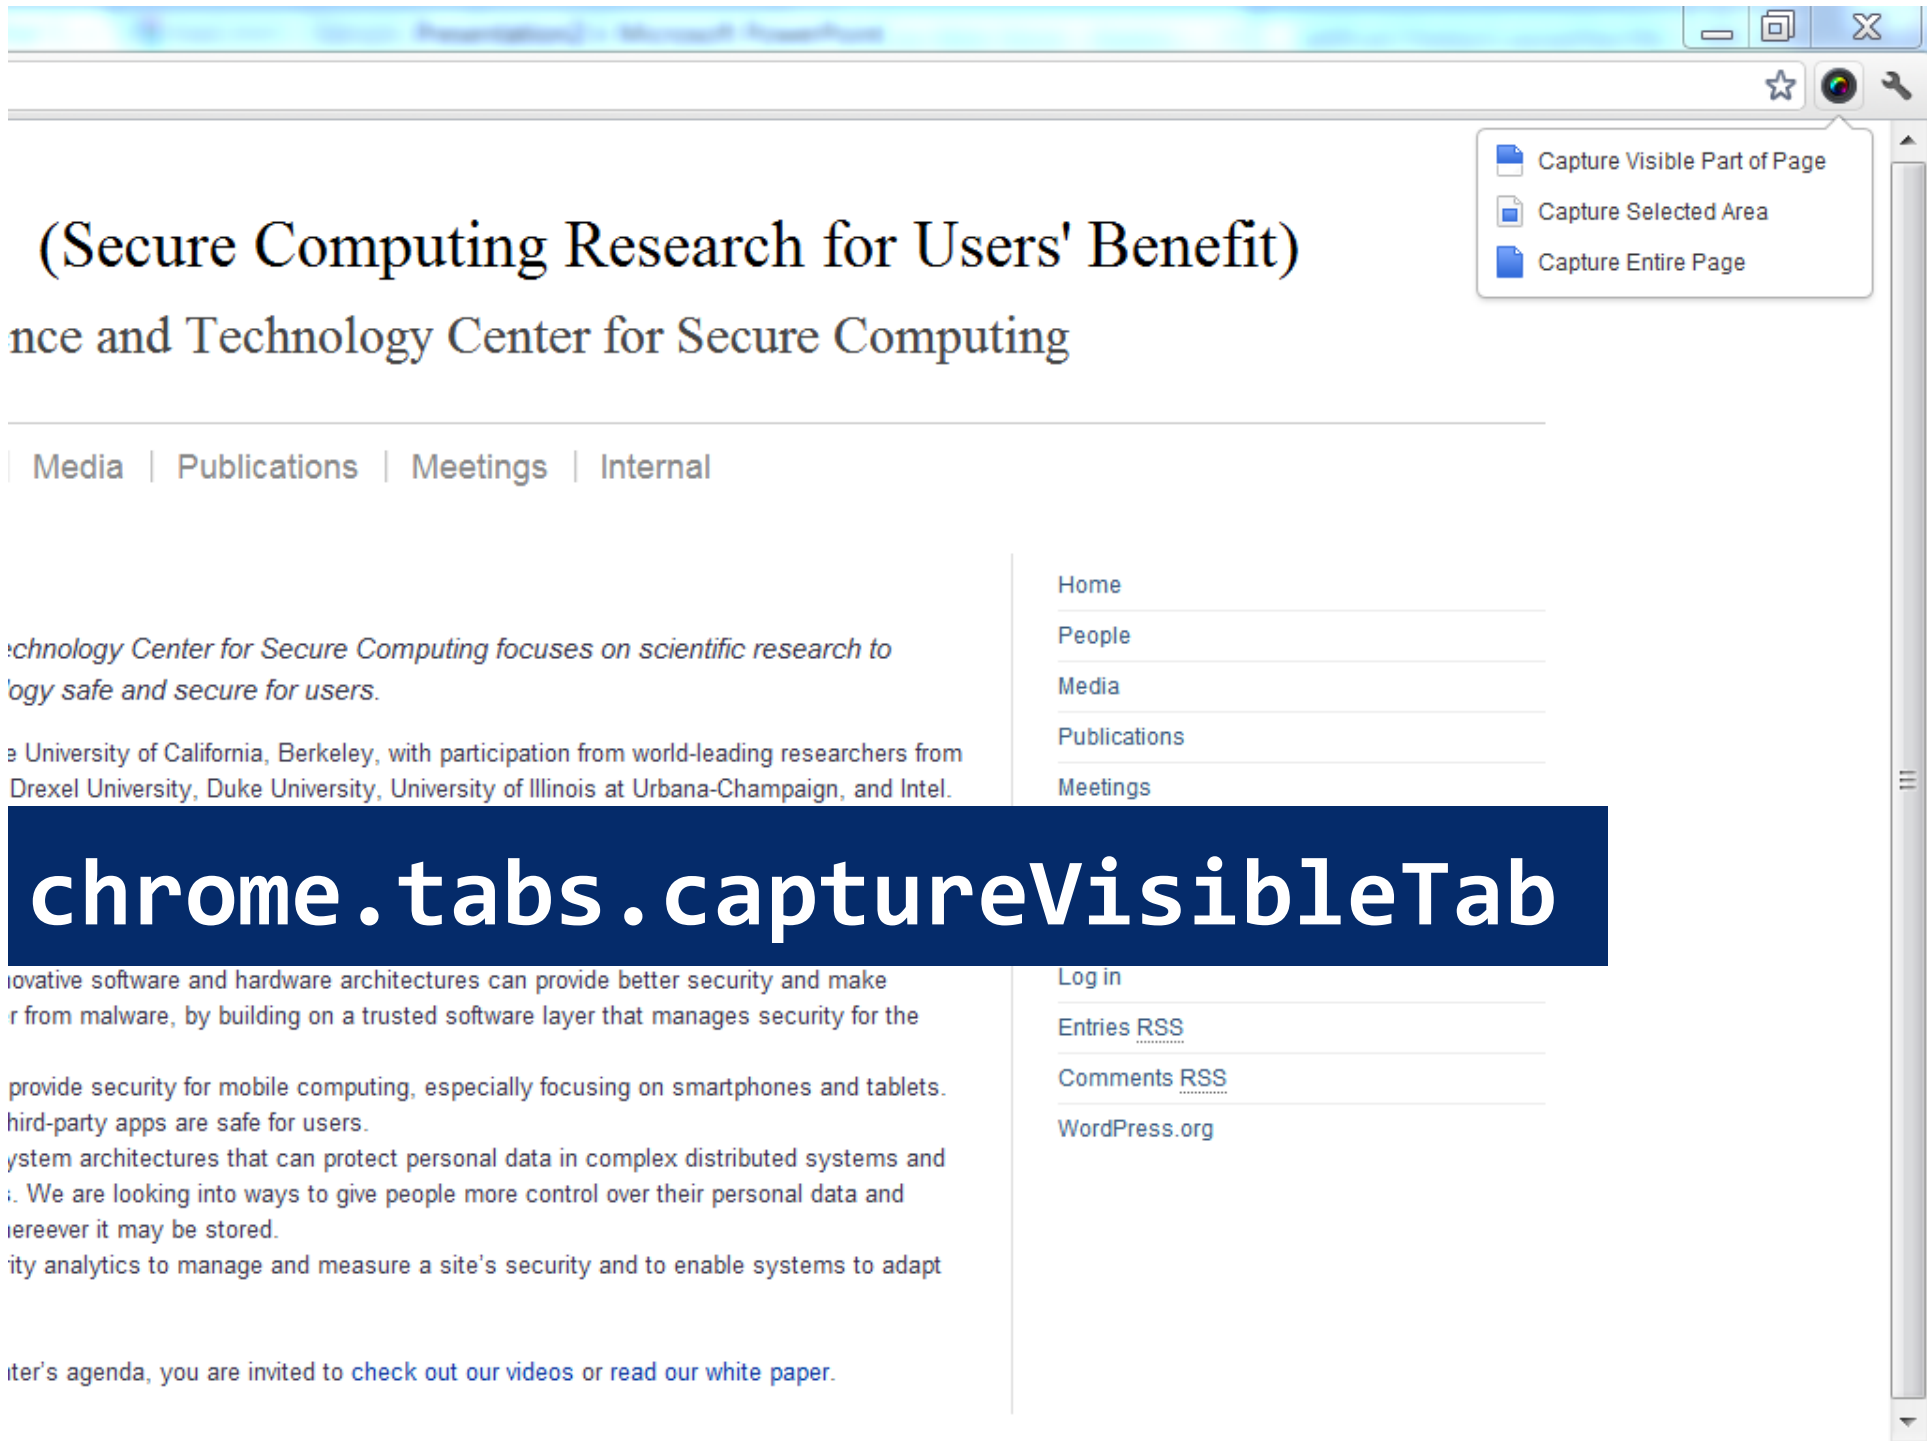 Presentation2 - Microsoft PowerPoint
Capture Visible Part of Page
Capture Selected Area
Capture Entire Page
(Secure Computing Research for Users' Benefit)
nce and Technology Center for Secure Computing
Media | Publications | Meetings | Internal
echnology Center for Secure Computing focuses on scientific research to
ogy safe and secure for users.
e University of California, Berkeley, with participation from world-leading researchers from
Drexel University, Duke University, University of Illinois at Urbana-Champaign, and Intel.
Home
People
Media
Publications
Meetings
chrome.tabs.captureVisibleTab
novative software and hardware architectures can provide better security and make
r from malware, by building on a trusted software layer that manages security for the
provide security for mobile computing, especially focusing on smartphones and tablets.
hird-party apps are safe for users.
ystem architectures that can protect personal data in complex distributed systems and
s. We are looking into ways to give people more control over their personal data and
hereever it may be stored.
rity analytics to manage and measure a site's security and to enable systems to adapt
ter's agenda, you are invited to check out our videos or read our white paper.
Log in
Entries RSS
Comments RSS
WordPress.org